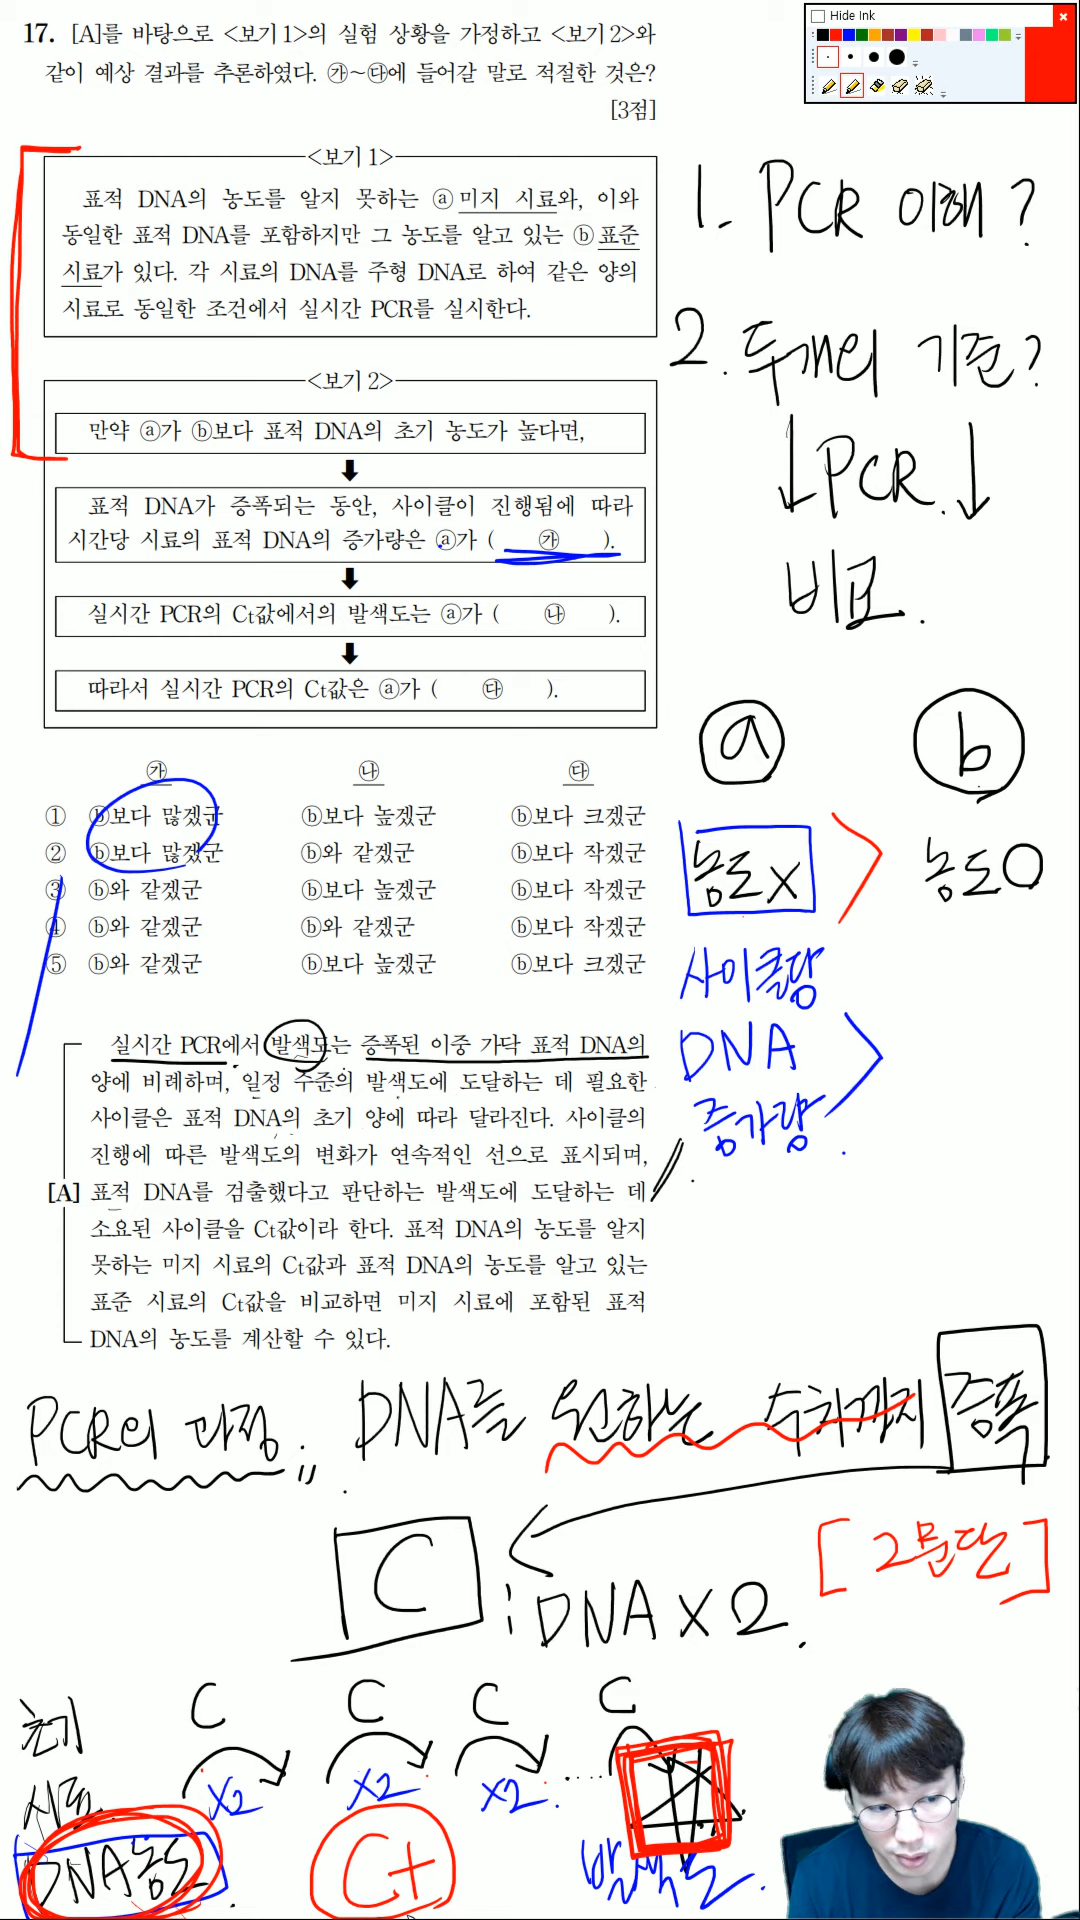 17. [A]를 바탕으로 <보기 1>의 실험 상황을 가정하고 <보기 2>와
같이 예상 결과를 추론하였다. ㉮~㉰에 들어갈 말로 적절한 것은?
[3점]
Hide Ink
<보기 1>
표적 DNA의 농도를 알지 못하는 ⓐ 미지 시료와, 이와
동일한 표적 DNA를 포함하지만 그 농도를 알고 있는 ⓑ 표준
시료가 있다. 각 시료의 DNA를 주형 DNA로 하여 같은 양의
시료로 동일한 조건에서 실시간 PCR를 실시한다.
1. PCR 이해?
2. 두개의 기준?
PCR.
비교.
<보기 2>
만약 ⓐ가 ⓑ보다 표적 DNA의 초기 농도가 높다면,
표적 DNA가 증폭되는 동안, 사이클이 진행됨에 따라
시간당 시료의 표적 DNA의 증가량은 ⓐ가 ( ㉮ ).
실시간 PCR의 Ct값에서의 발색도는 ⓐ가 ( ㉯ ).
따라서 실시간 PCR의 Ct값은 ⓐ가 ( ㉰ ).
ⓐ ⓑ
농도X > 농도O
사이클당
DNA >
증가량.
㉮ ㉯ ㉰
① ⓑ보다 많겠군 ⓑ보다 높겠군 ⓑ보다 크겠군
② ⓑ보다 많겠군 ⓑ와 같겠군 ⓑ보다 작겠군
③ ⓑ와 같겠군 ⓑ보다 높겠군 ⓑ보다 작겠군
④ ⓑ와 같겠군 ⓑ와 같겠군 ⓑ보다 작겠군
⑤ ⓑ와 같겠군 ⓑ보다 높겠군 ⓑ보다 크겠군
실시간 PCR에서 발색도는 증폭된 이중 가닥 표적 DNA의
양에 비례하며, 일정 수준의 발색도에 도달하는 데 필요한
사이클은 표적 DNA의 초기 양에 따라 달라진다. 사이클의
진행에 따른 발색도의 변화가 연속적인 선으로 표시되며,
[A] 표적 DNA를 검출했다고 판단하는 발색도에 도달하는 데
소요된 사이클을 Ct값이라 한다. 표적 DNA의 농도를 알지
못하는 미지 시료의 Ct값과 표적 DNA의 농도를 알고 있는
표준 시료의 Ct값을 비교하면 미지 시료에 포함된 표적
DNA의 농도를 계산할 수 있다.
PCR의 과정. DNA를 원하는 수치까지 증폭
[2문단]
C : DNA X 2.
초기 C C C C
시료. X2 X2 X2.
DNA농도 Ct 발색도.